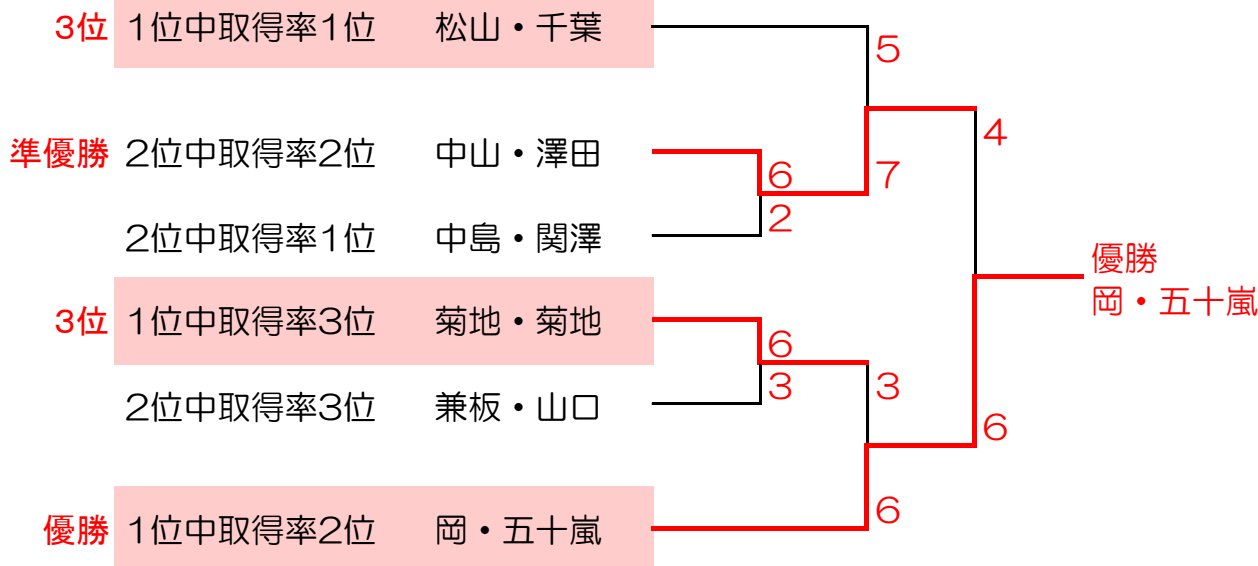 3位 1位中取得率1位 松山・千葉
5
4
準優勝 2位中取得率2位 中山・澤田
6
7
2
2位中取得率1位 中島・関澤
優勝
岡・五十嵐
3位 1位中取得率3位 菊地・菊地
6
3
3
2位中取得率3位 兼板・山口
6
6
優勝 1位中取得率2位 岡・五十嵐